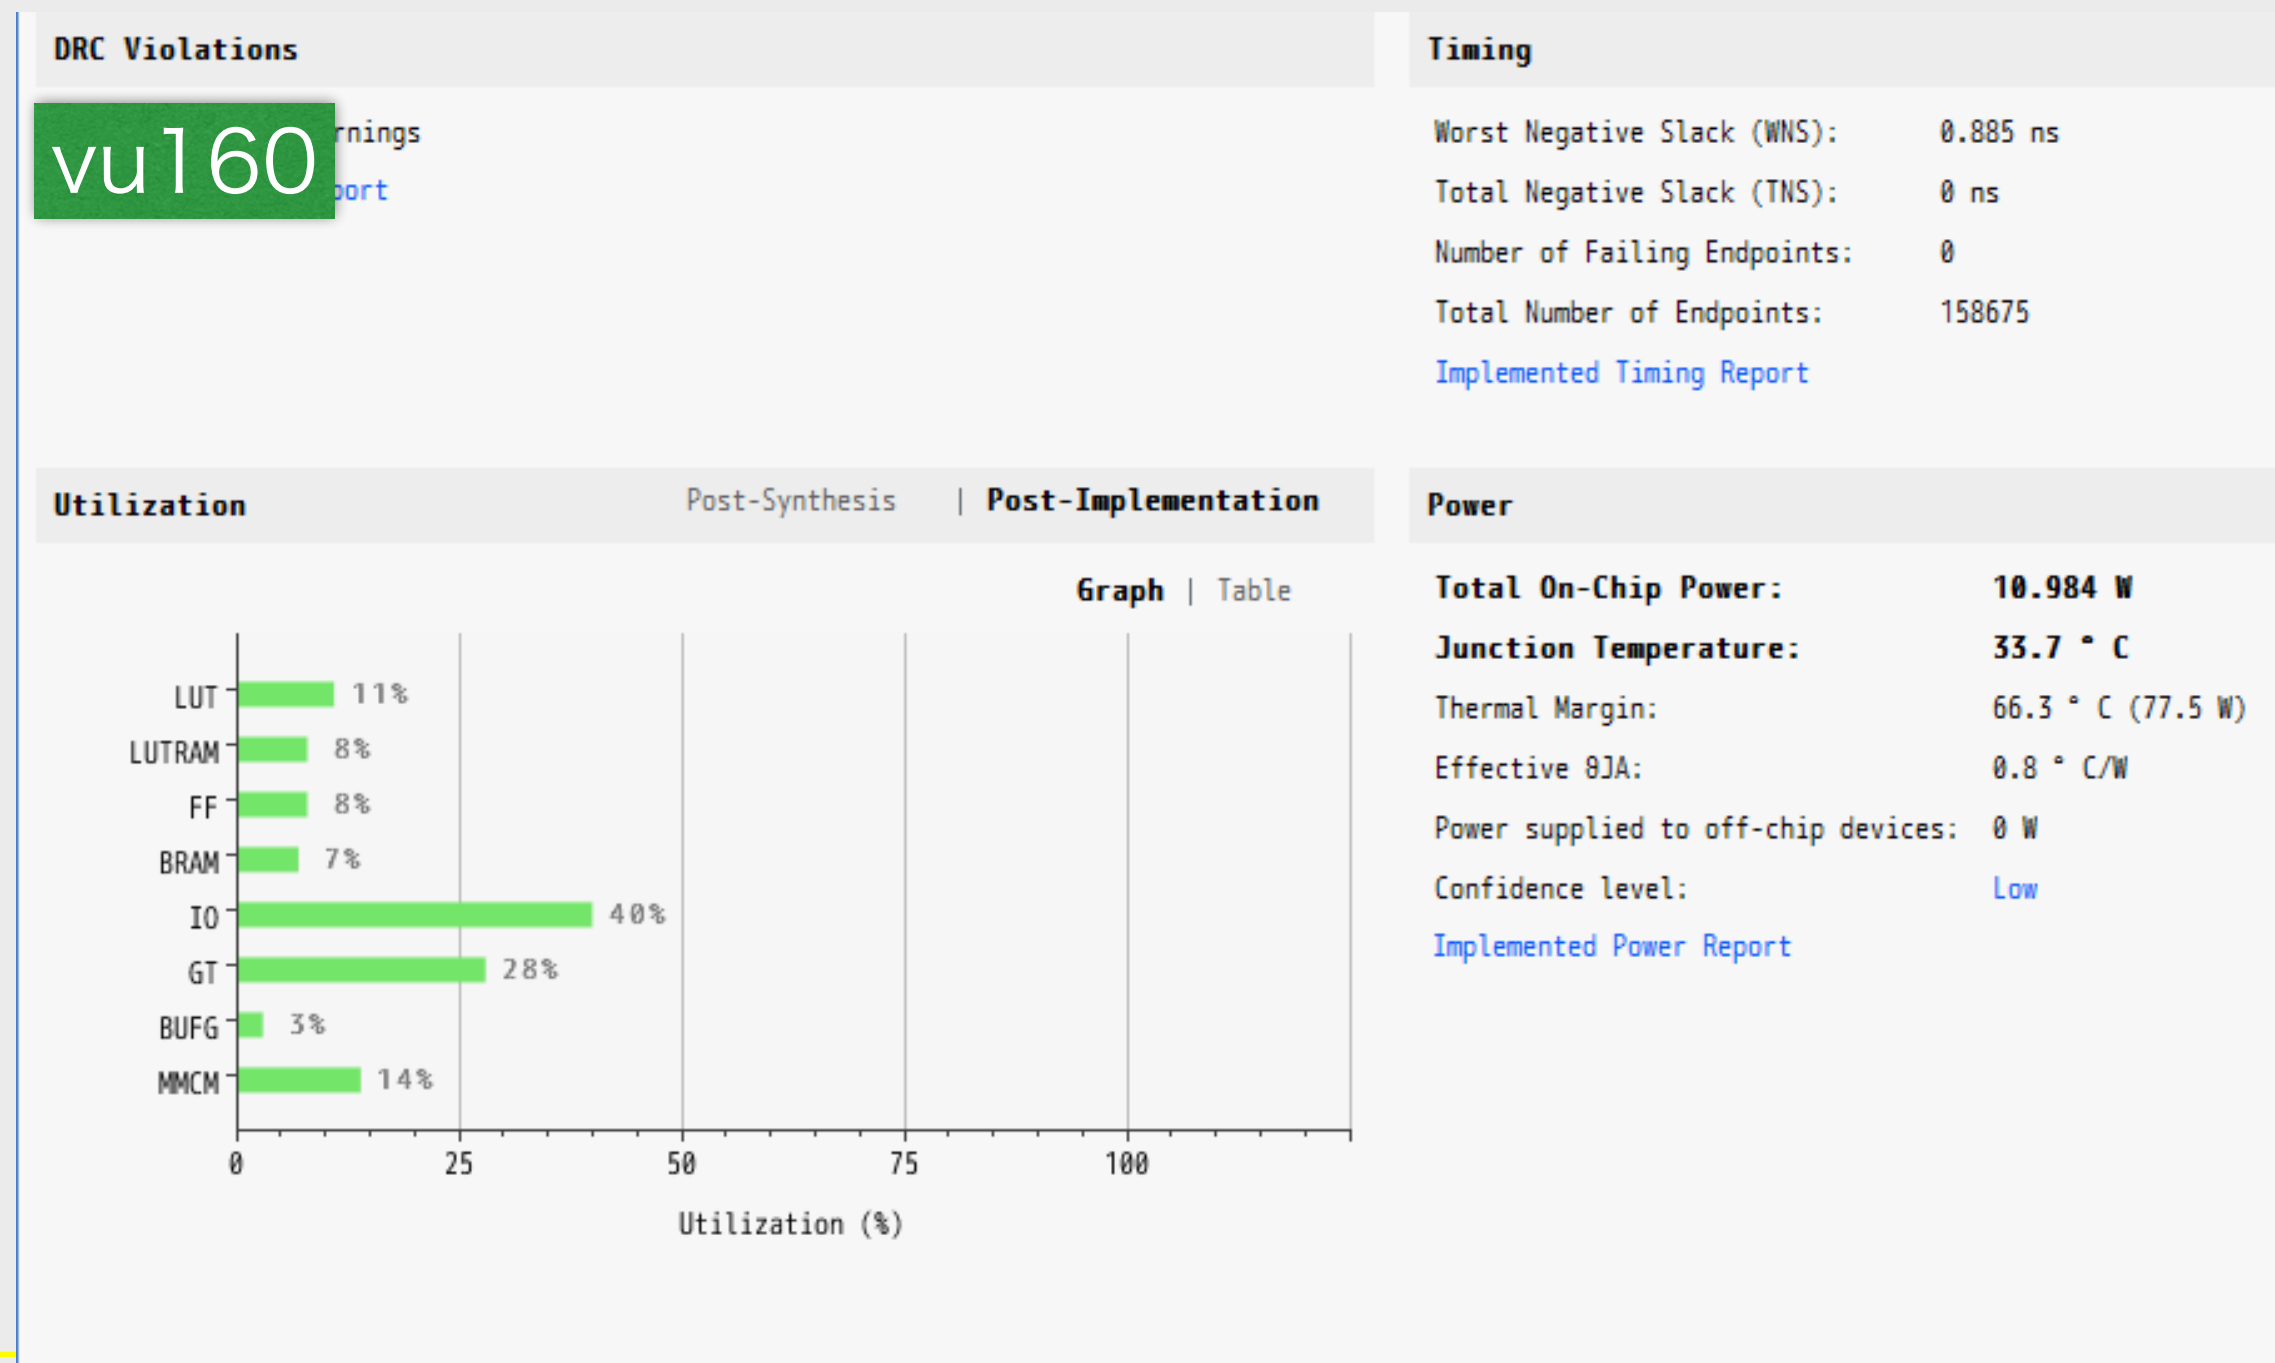 DRC Violations
vu160
Timing
Worst Negative Slack (WNS): 0.885 ns
Total Negative Slack (TNS): 0 ns
Number of Failing Endpoints: 0
Total Number of Endpoints: 158675
Implemented Timing Report
Utilization
Post-Synthesis | Post-Implementation
Graph | Table
LUT 11%
LUTRAM 8%
FF 8%
BRAM 7%
IO 40%
GT 28%
BUFG 3%
MMCM 14%
0 25 50 75 100
Utilization (%)
Power
Total On-Chip Power: 10.984 W
Junction Temperature: 33.7 ° C
Thermal Margin: 66.3 ° C (77.5 W)
Effective ϑJA: 0.8 ° C/W
Power supplied to off-chip devices: 0 W
Confidence level: Low
Implemented Power Report